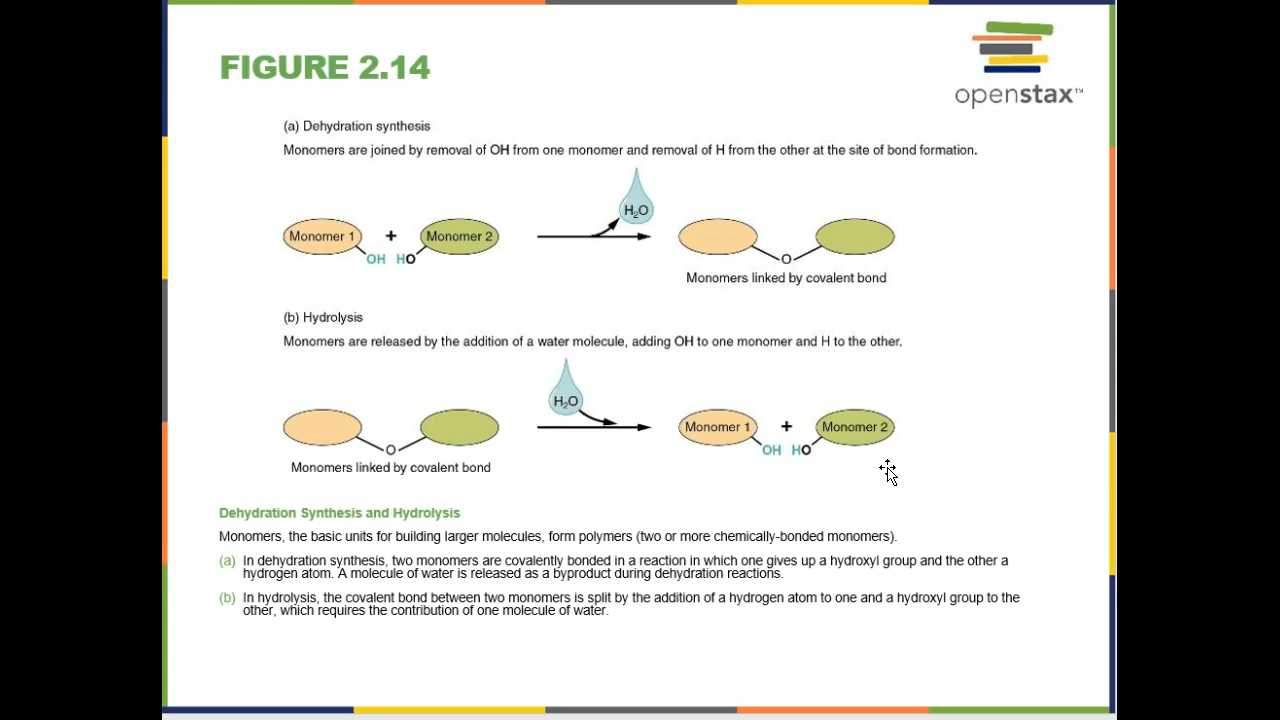 FIGURE 2.14
openstax™
(a) Dehydration synthesis
Monomers are joined by removal of OH from one monomer and removal of H from the other at the site of bond formation.
H₂O
Monomer 1 + Monomer 2
OH HO
O
Monomers linked by covalent bond
(b) Hydrolysis
Monomers are released by the addition of a water molecule, adding OH to one monomer and H to the other.
H₂O
Monomer 1 + Monomer 2
O
OH HO
Monomers linked by covalent bond
Dehydration Synthesis and Hydrolysis
Monomers, the basic units for building larger molecules, form polymers (two or more chemically-bonded monomers).
(a) In dehydration synthesis, two monomers are covalently bonded in a reaction in which one gives up a hydroxyl group and the other a
hydrogen atom. A molecule of water is released as a byproduct during dehydration reactions.
(b) In hydrolysis, the covalent bond between two monomers is split by the addition of a hydrogen atom to one and a hydroxyl group to the
other, which requires the contribution of one molecule of water.